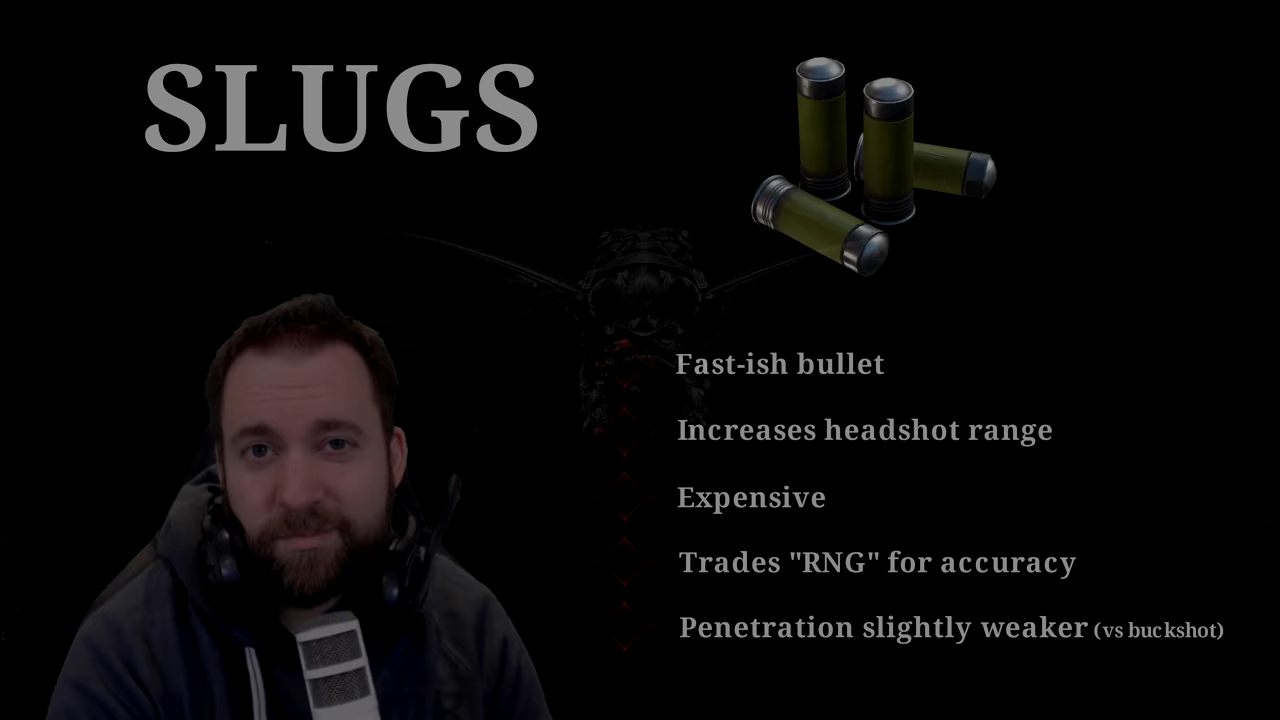 SLUGS
Fast-ish bullet
Increases headshot range
Expensive
Trades "RNG" for accuracy
Penetration slightly weaker (vs buckshot)